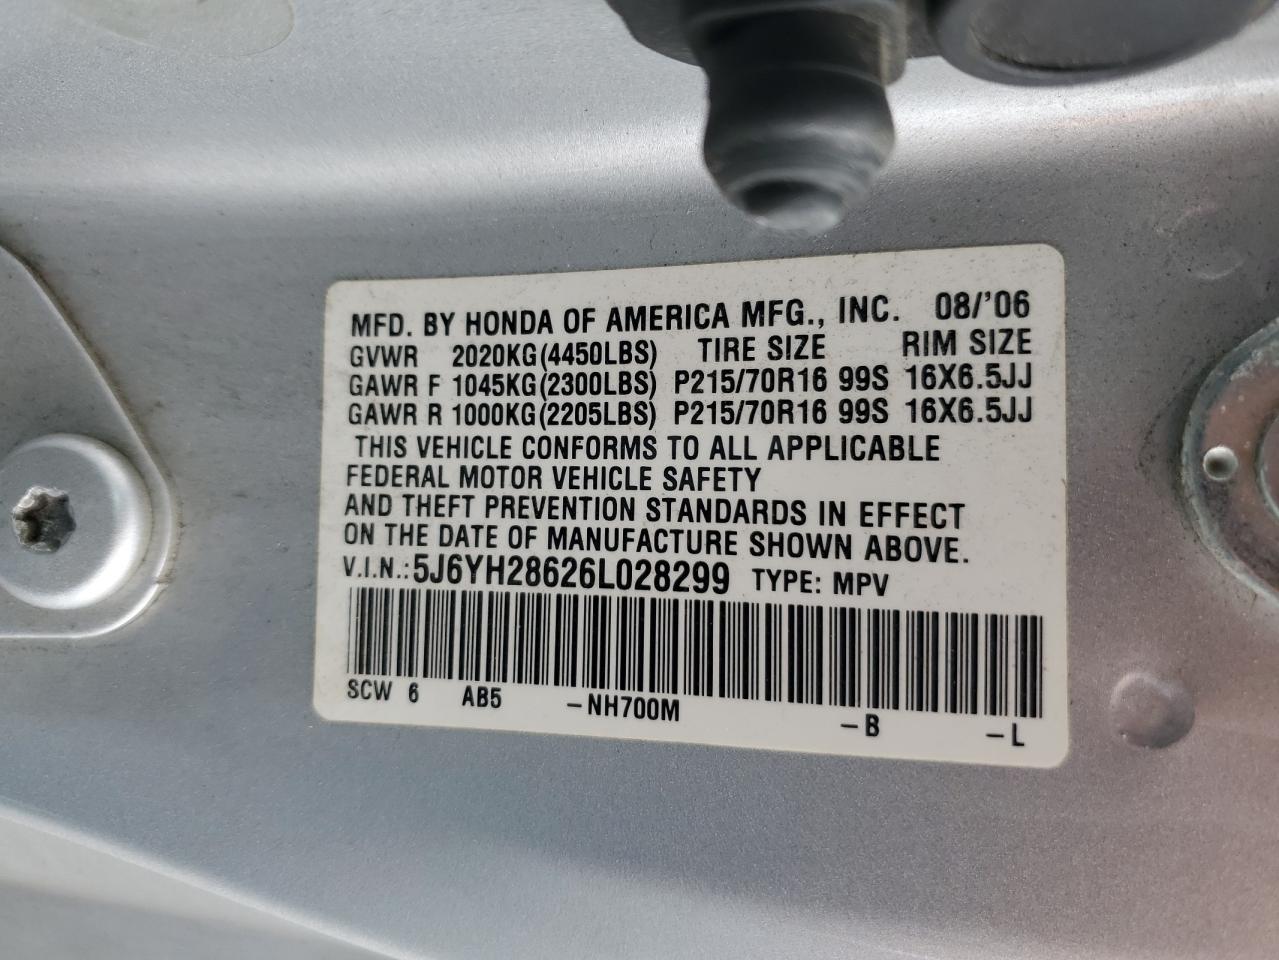 MFD. BY HONDA OF AMERICA MFG., INC. 08/'06
GVWR 2020KG(4450LBS) TIRE SIZE RIM SIZE
GAWR F 1045KG(2300LBS) P215/70R16 99S 16X6.5JJ
GAWR R 1000KG(2205LBS) P215/70R16 99S 16X6.5JJ
THIS VEHICLE CONFORMS TO ALL APPLICABLE
FEDERAL MOTOR VEHICLE SAFETY
AND THEFT PREVENTION STANDARDS IN EFFECT
ON THE DATE OF MANUFACTURE SHOWN ABOVE.
V.I.N.: 5J6YH28626L028299 TYPE: MPV
SCW 6 AB5 -NH700M -B -L